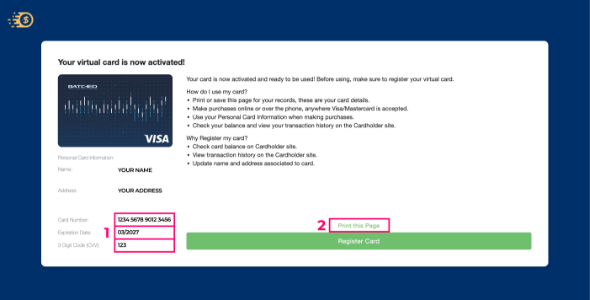 Your virtual card is now activated!
BATCHED
VISA
Personal Card Information
Name: YOUR NAME
Address: YOUR ADDRESS
Card Number: 1234 5678 9012 3456
1
Expiration Date: 03/2027
3 Digit Code (CVV): 123
Your card is now activated and ready to be used! Before using, make sure to register your virtual card.
How do I use my card?
• Print or save this page for your records, these are your card details.
• Make purchases online or over the phone, anywhere Visa/Mastercard is accepted.
• Use your Personal Card Information when making purchases.
• Check your balance and view your transaction history on the Cardholder site.
Why Register my card?
• Check card balance on Cardholder site.
• View transaction history on the Cardholder site.
• Update name and address associated to card.
2 Print this Page
Register Card